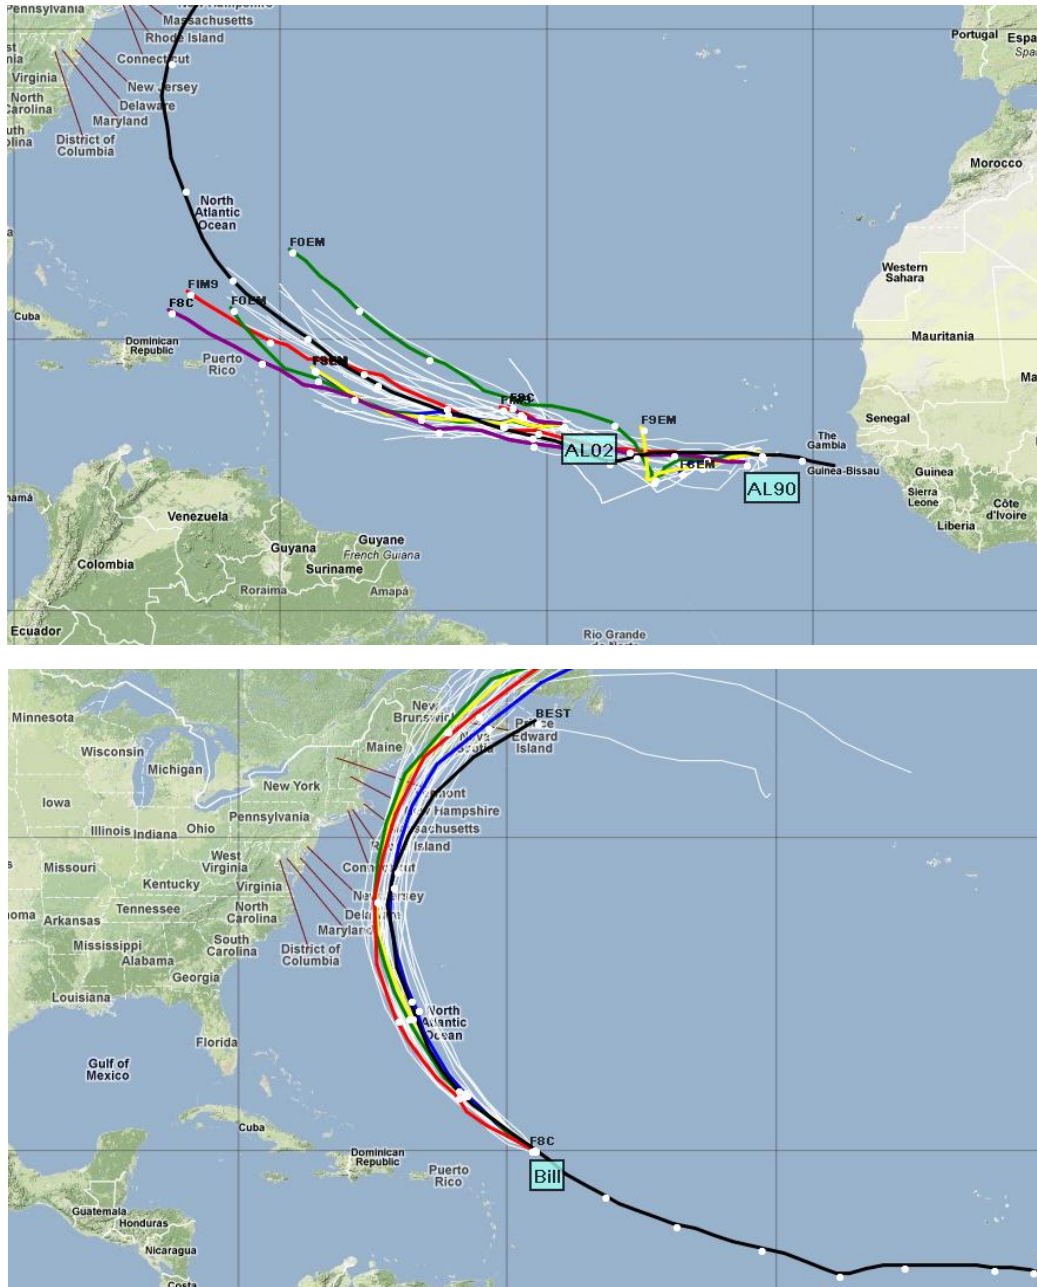 Pennsylvania
Massachusetts
Rhode Island
Connecticut
Virginia
New Jersey
North
Carolina
Delaware
Maryland
District of
Columbia
Portugal
Morocco
North
Atlantic
Ocean
F0EM
Western
Sahara
FIM9
F0EM
F8C
Cuba
Dominican
Republic
Puerto
Rico
Mauritania
F8C
F9EM
Senegal
AL02
The
Gambia
Guinea-Bissau
F8EM
AL90
Guinea
Sierra
Leone
Côte
d'Ivoire
Liberia
Venezuela
Guyana
Guyane
French Guiana
Suriname
Colombia
Roraima
Amapá
Ecuador
Rio Grande
Minnesota
New
Brunswick
BEST
Nova
Scotia
Prince
Edward
Island
Maine
Wisconsin
Michigan
New York
Iowa
New Hampshire
Pennsylvania
Massachusetts
Illinois
Indiana
Ohio
Connecticut
West
Virginia
Missouri
Kentucky
Virginia
New Jersey
Tennessee
North
Carolina
Delaware
Arkansas
Maryland
South
Carolina
Mississippi
District of
Columbia
Alabama
Georgia
Louisiana
North
Atlantic
Ocean
Florida
Gulf of
Mexico
Cuba
F8C
Dominican
Republic
Puerto
Rico
Bill
Guatemala
Honduras
Nicaragua
Costa